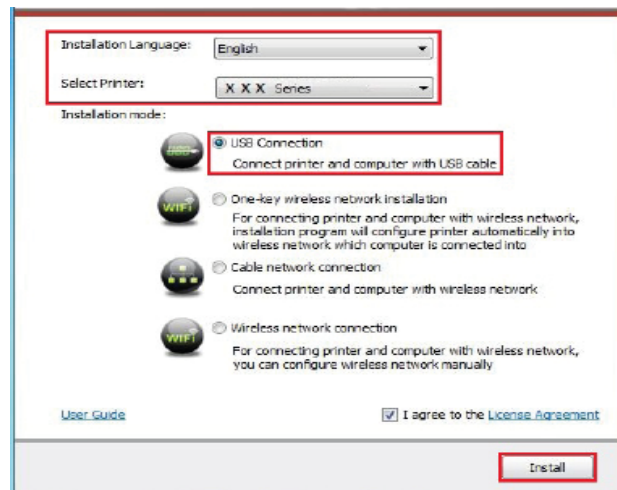 Installation Language: English
Select Printer: X X X Series
Installation mode:
USB Connection
Connect printer and computer with USB cable
WiFi
One-key wireless network installation
For connecting printer and computer with wireless network,
installation program will configure printer automatically into
wireless network which computer is connected into
Cable network connection
Connect printer and computer with wireless network
WiFi
Wireless network connection
For connecting printer and computer with wireless network,
you can configure wireless network manually
User Guide
I agree to the License Agreement
Install